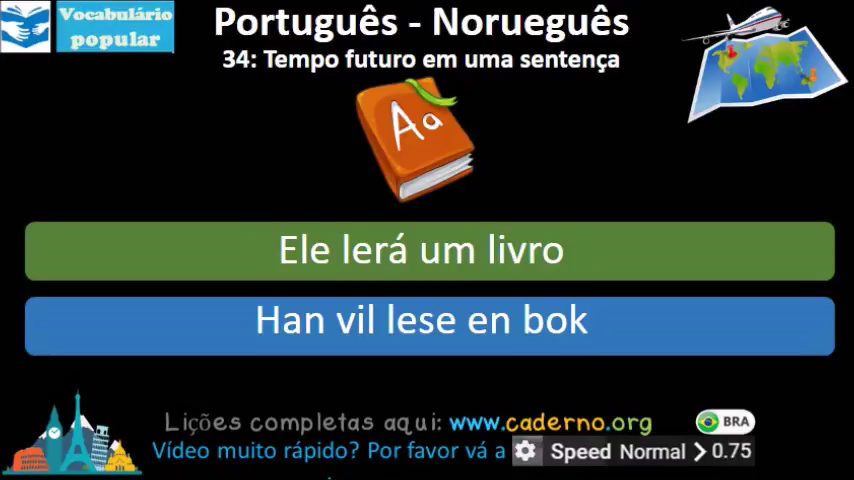 Vocabulário
popular
Português - Norueguês
34: Tempo futuro em uma sentença
Aa
Ele lerá um livro
Han vil lese en bok
Lições completas aqui: www.caderno.org
BRA
Vídeo muito rápido? Por favor vá a Speed Normal > 0.75